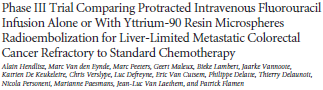 Phase III Trial Comparing Protracted Intravenous Fluorouracil
Infusion Alone or With Yttrium-90 Resin Microspheres
Radioembolization for Liver-Limited Metastatic Colorectal
Cancer Refractory to Standard Chemotherapy
Alain Hendlisz, Marc Van den Eynde, Marc Peeters, Geert Maleux, Bieke Lambert, Jaarke Vannoote,
Katrien De Keukeleire, Chris Verslype, Luc Defreyne, Eric Van Cutsem, Philippe Delatte, Thierry Delaunoit,
Nicola Personeni, Marianne Paesmans, Jean-Luc Van Laethem, and Patrick Flamen